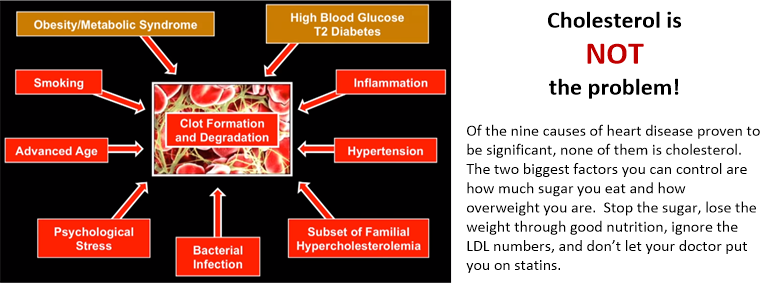 Obesity/Metabolic Syndrome
High Blood Glucose
T2 Diabetes
Smoking
Inflammation
Clot Formation
and Degradation
Advanced Age
Hypertension
Psychological
Stress
Bacterial
Infection
Subset of Familial
Hypercholesterolemia
Cholesterol is
NOT
the problem!
Of the nine causes of heart disease proven to
be significant, none of them is cholesterol.
The two biggest factors you can control are
how much sugar you eat and how
overweight you are.  Stop the sugar, lose the
weight through good nutrition, ignore the
LDL numbers, and don’t let your doctor put
you on statins.